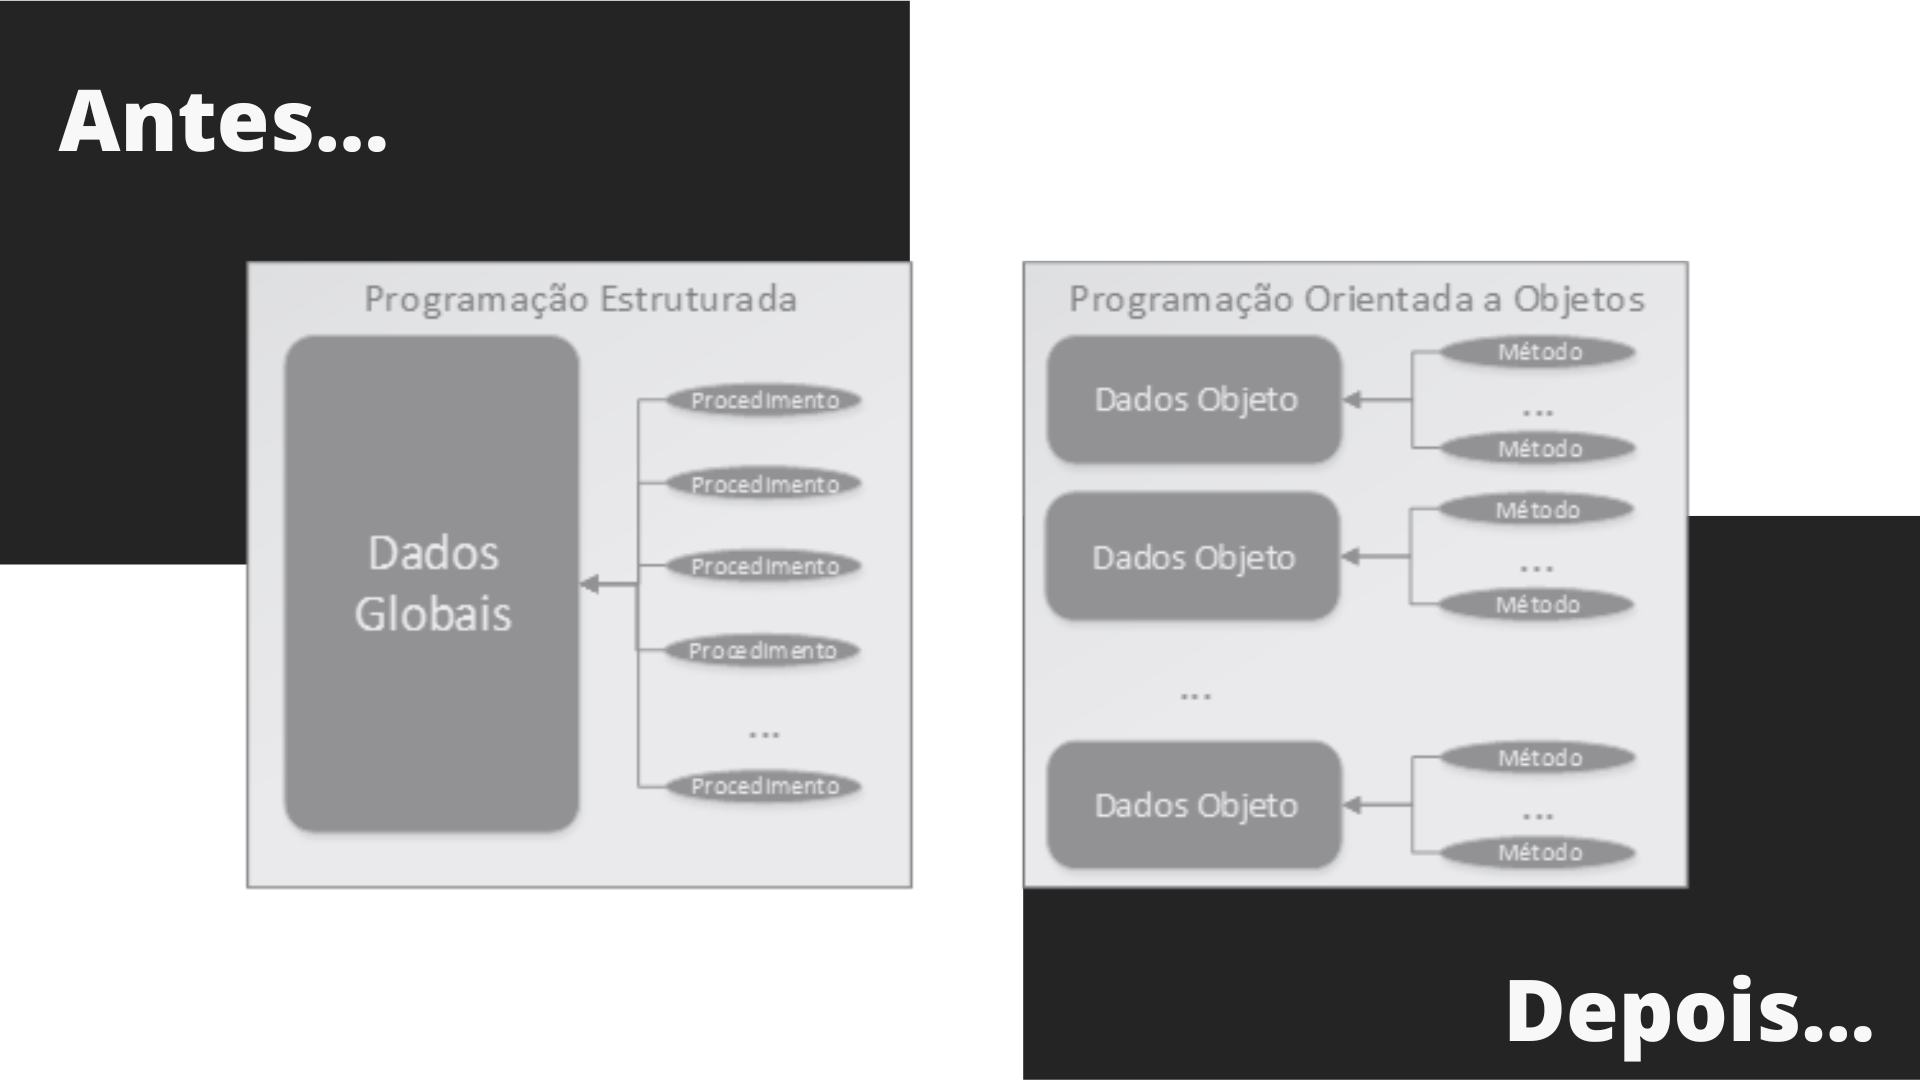 Antes...
Programação Estruturada
Dados
Globais
Procedimento
Procedimento
Procedimento
Procedimento
...
Procedimento
Programação Orientada a Objetos
Dados Objeto
Método
...
Método
Dados Objeto
Método
...
Método
...
Dados Objeto
Método
...
Método
Depois...